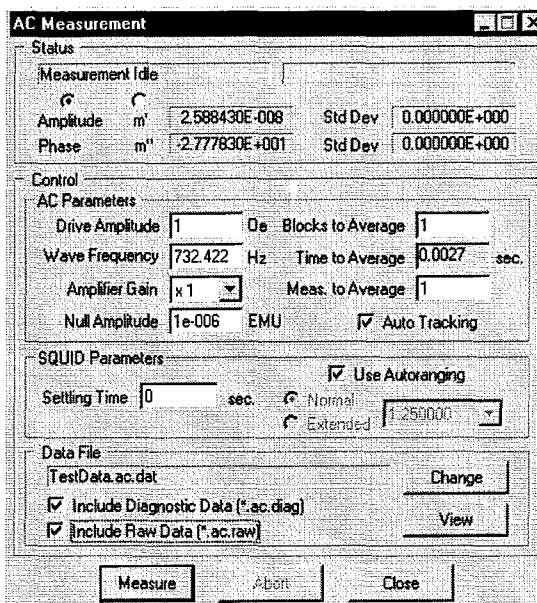 AC Measurement
Status
Measurement Idle
Amplitude m' 2.588430E-008 Std Dev 0.000000E+000
Phase m'' -2.777830E+001 Std Dev 0.000000E+000
Control
AC Parameters
Drive Amplitude 1 Oe Blocks to Average 1
Wave Frequency 732.422 Hz Time to Average 0.0027 sec.
Amplifier Gain x 1 Meas. to Average 1
Null Amplitude 1e-006 EMU Auto Tracking
SQUID Parameters
Use Autoranging
Settling Time 0 sec. Normal
Extended 1.250000
Data File
TestData.ac.dat Change
Include Diagnostic Data (*.ac.diag)
Include Raw Data (*.ac.raw) View
Measure Abort Close